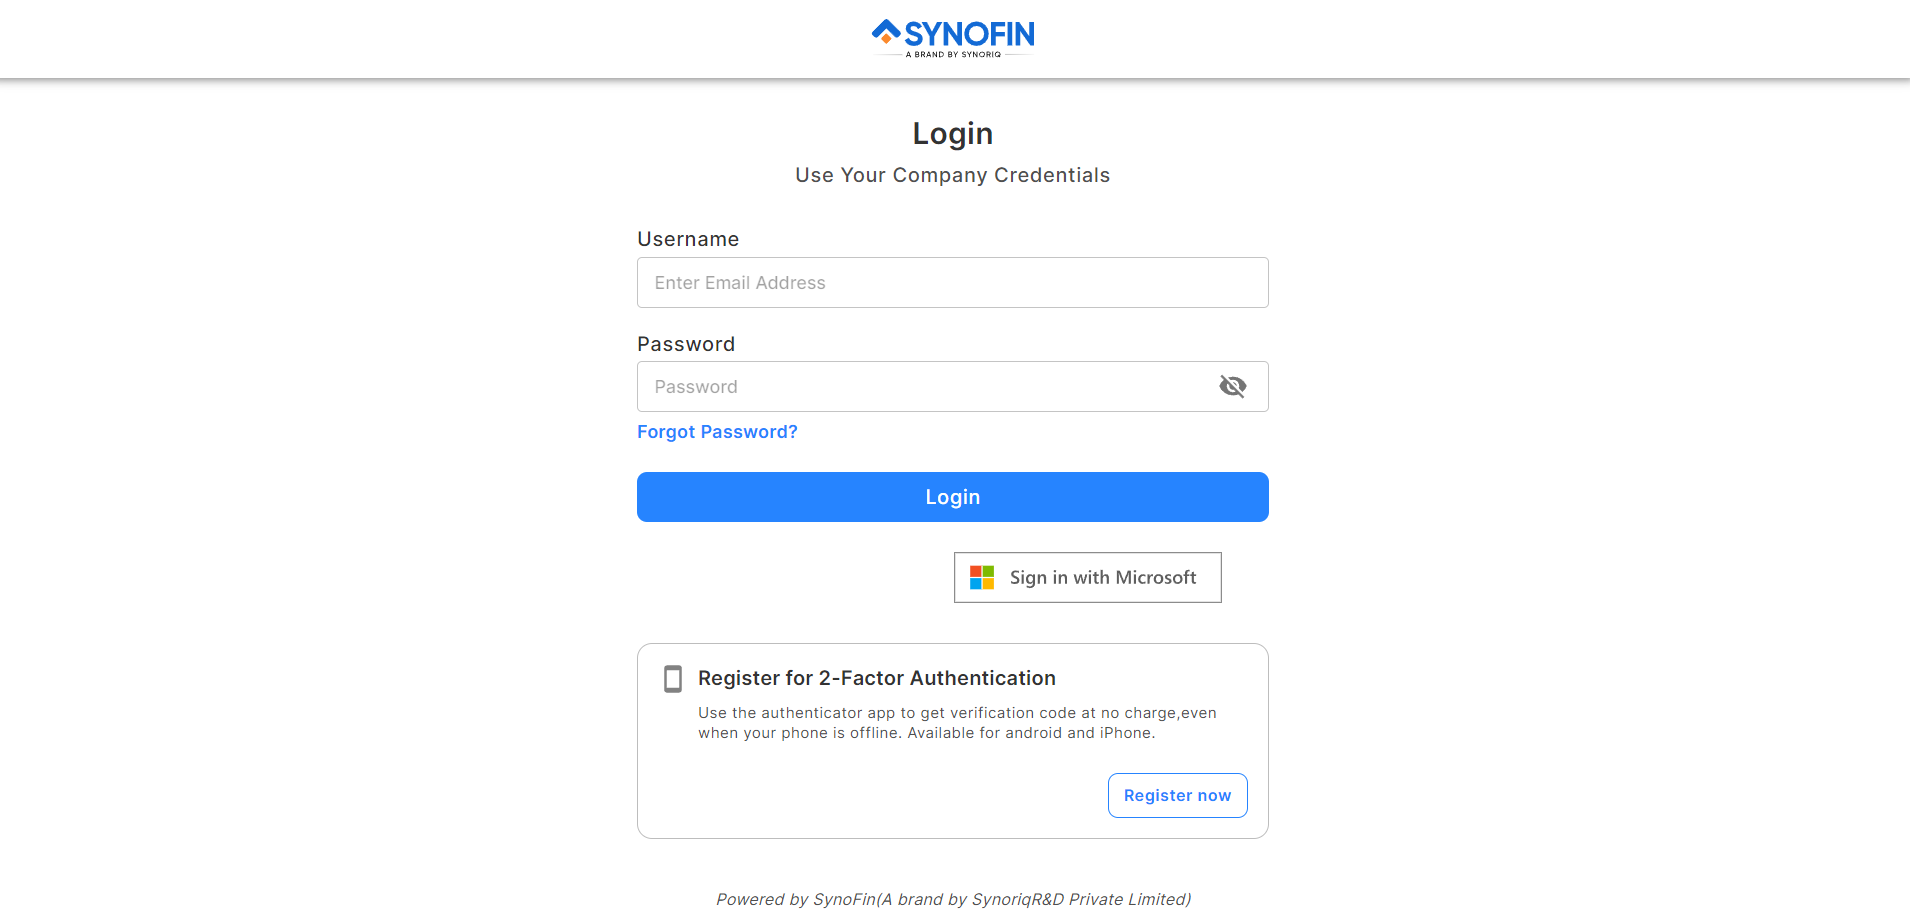 SYNOFIN
A BRAND BY SYNORIQ
Login
Use Your Company Credentials
Username
Enter Email Address
Password
Password
Forgot Password?
Login
Sign in with Microsoft
Register for 2-Factor Authentication
Use the authenticator app to get verification code at no charge,even
when your phone is offline. Available for android and iPhone.
Register now
Powered by SynoFin(A brand by SynoriqR&D Private Limited)